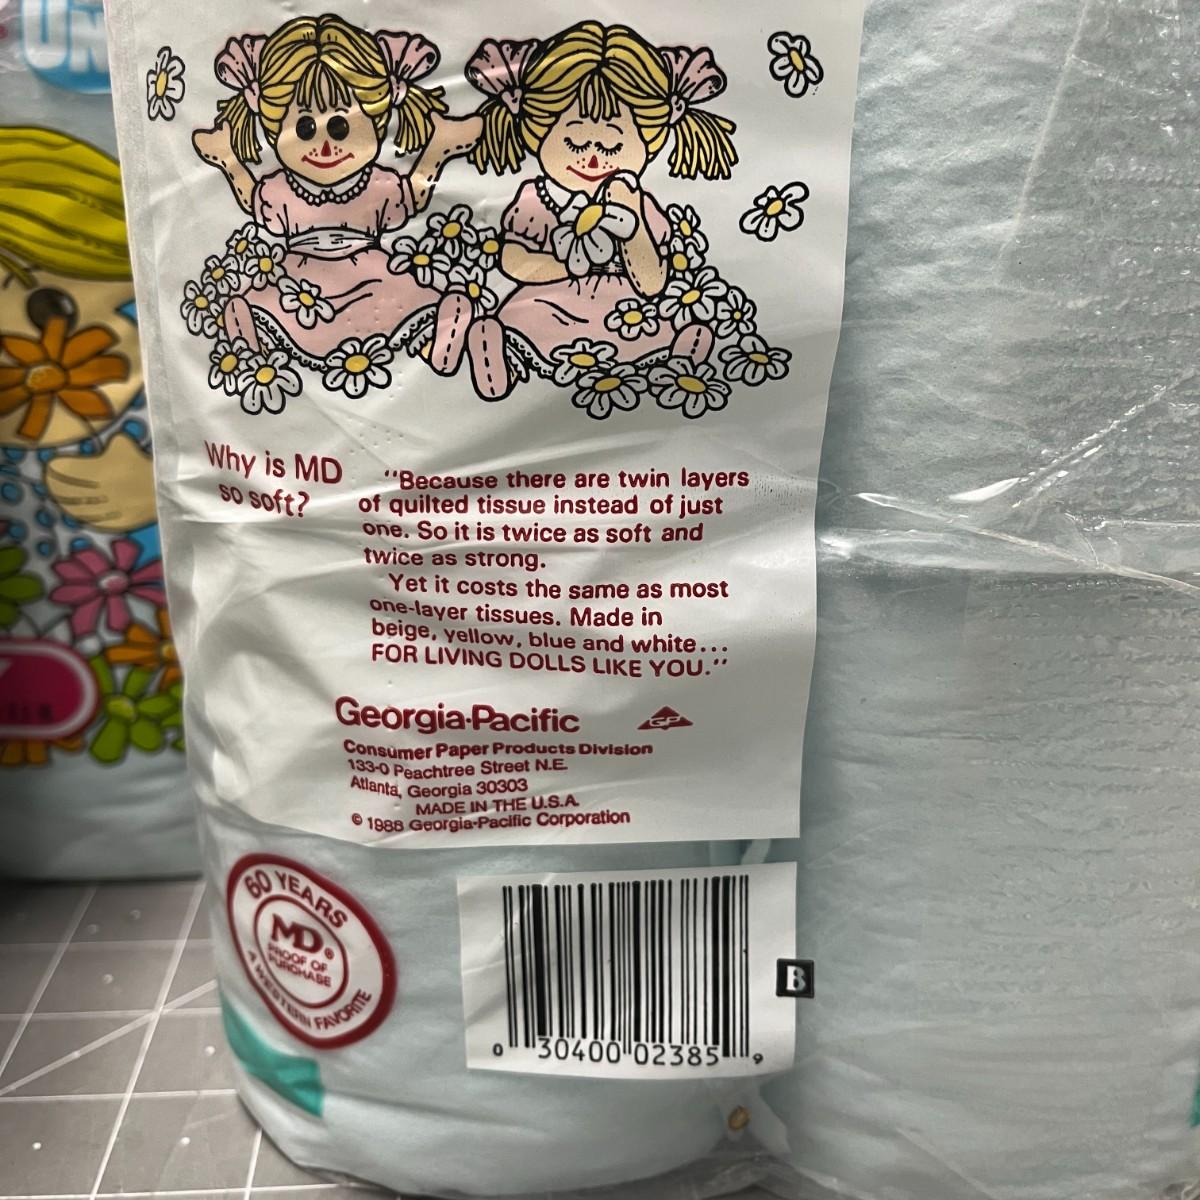 UN
Why is MD
so soft?
“Because there are twin layers
of quilted tissue instead of just
one. So it is twice as soft and
twice as strong.
Yet it costs the same as most
one-layer tissues. Made in
beige, yellow, blue and white...
FOR LIVING DOLLS LIKE YOU.”
Georgia-Pacific GP
Consumer Paper Products Division
133-0 Peachtree Street N.E.
Atlanta, Georgia 30303
MADE IN THE U.S.A.
© 1988 Georgia-Pacific Corporation
60 YEARS
MD®
PROOF OF
PURCHASE
A WESTERN FAVORITE
B
0 30400 02385 9